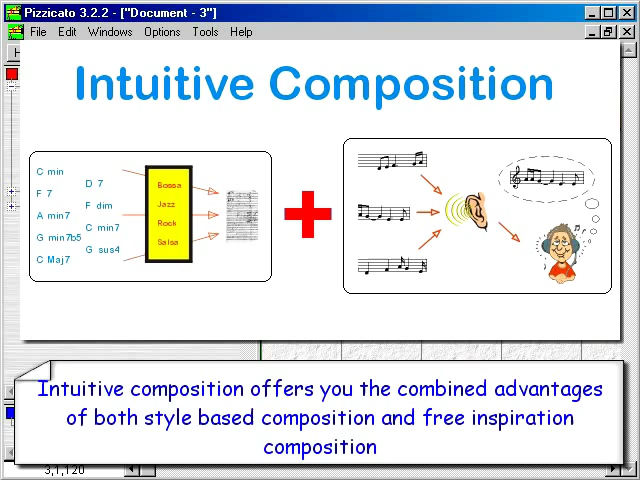 Pizzicato 3.2.2 - ["Document - 3"]
File Edit Windows Options Tools Help
H
Intuitive Composition
C min
D 7
F 7
F dim
A min7
C min7
G min7b5
G sus4
C Maj7
Bossa
Jazz
Rock
Salsa
Intuitive composition offers you the combined advantages
of both style based composition and free inspiration
composition
3,1,120